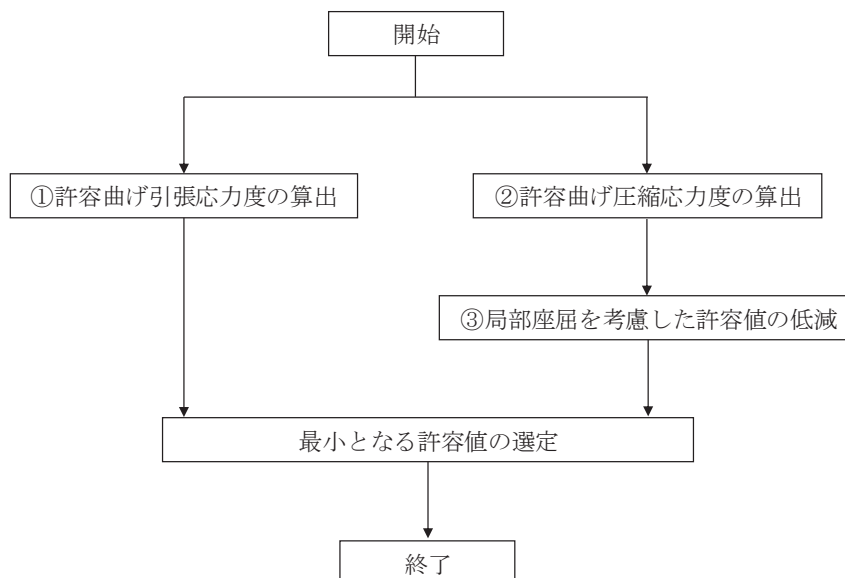 開始
①許容曲げ引張応力度の算出
②許容曲げ圧縮応力度の算出
③局部座屈を考慮した許容値の低減
最小となる許容値の選定
終了